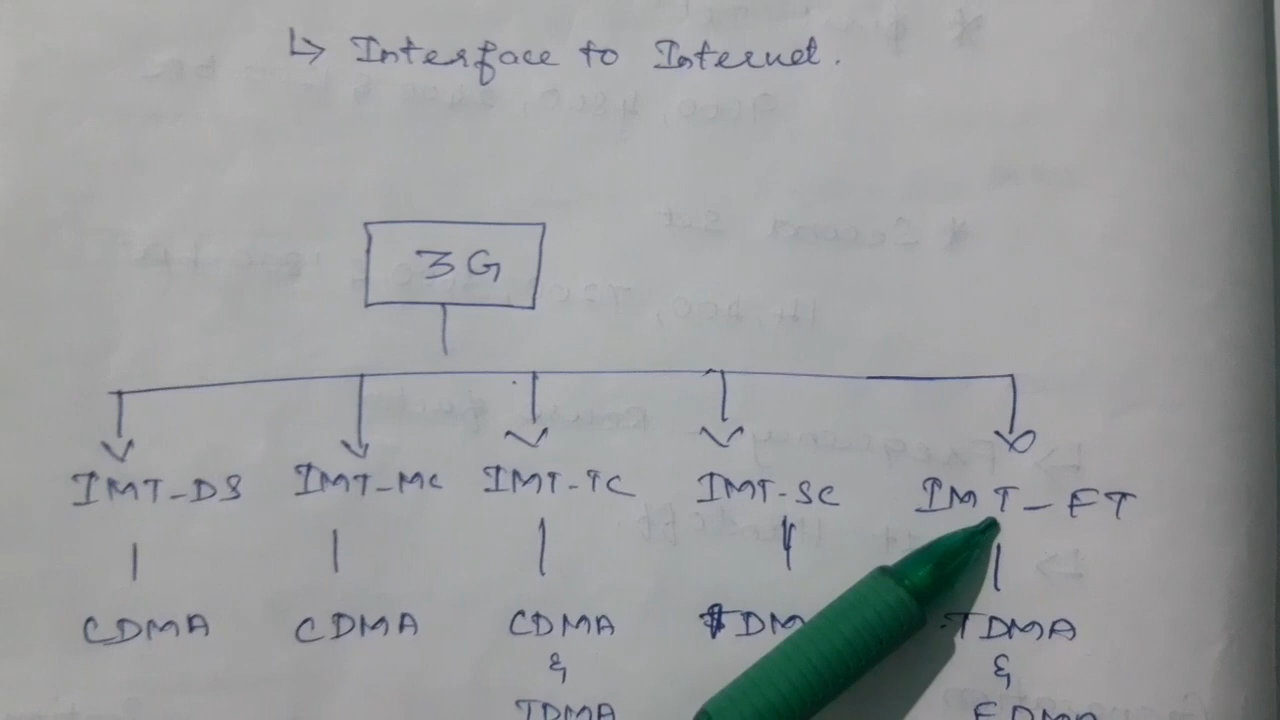 ↳ Interface to Internet.
3G
IMT-DS IMT-MC IMT-TC IMT-SC IMT-FT
CDMA CDMA CDMA TDMA
& &
TDMA FDMA